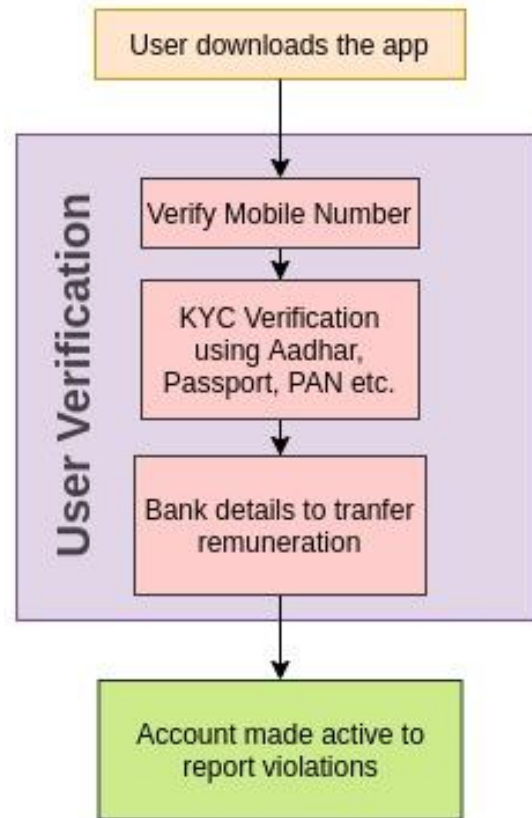 User downloads the app
User Verification
Verify Mobile Number
KYC Verification
using Aadhar,
Passport, PAN etc.
Bank details to tranfer
remuneration
Account made active to
report violations